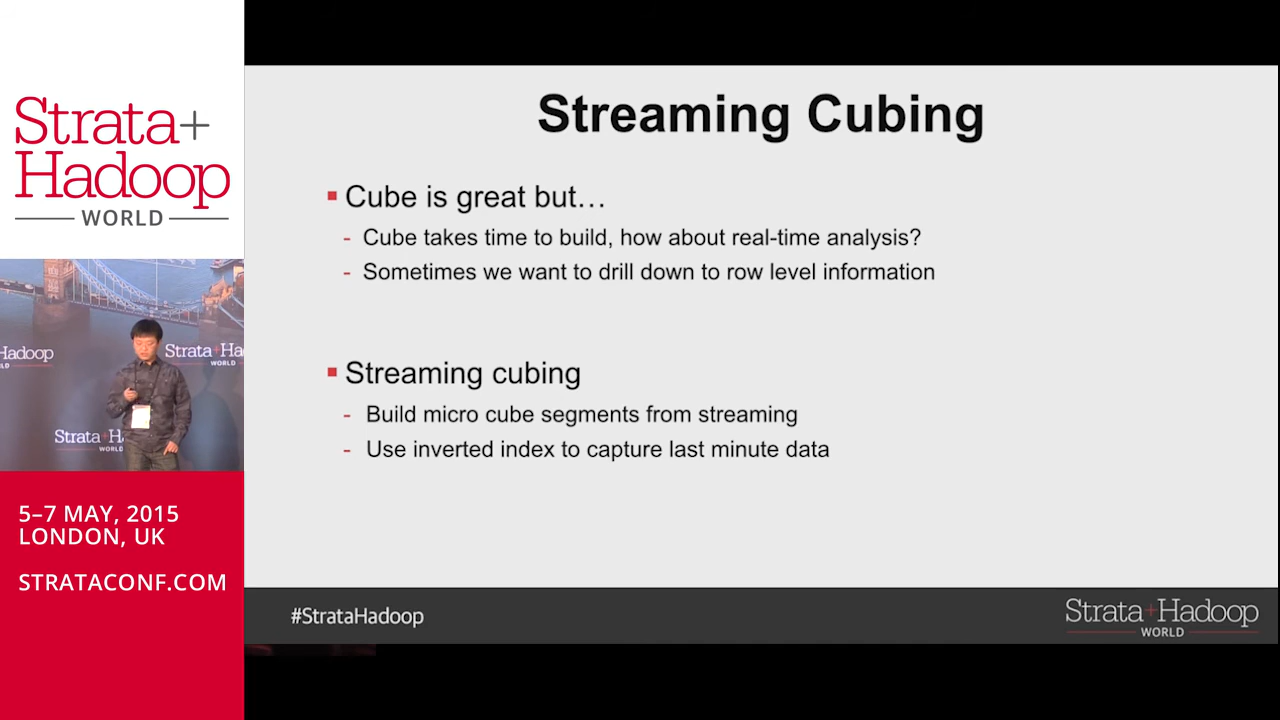 Strata+
Hadoop
WORLD
Hadoop
Strata+Ha
WORLD
Strata+H
WORLD
5–7 MAY, 2015
LONDON, UK
STRATACONF.COM
Streaming Cubing
Cube is great but…
- Cube takes time to build, how about real-time analysis?
- Sometimes we want to drill down to row level information
Streaming cubing
- Build micro cube segments from streaming
- Use inverted index to capture last minute data
#StrataHadoop
Strata+Hadoop
WORLD